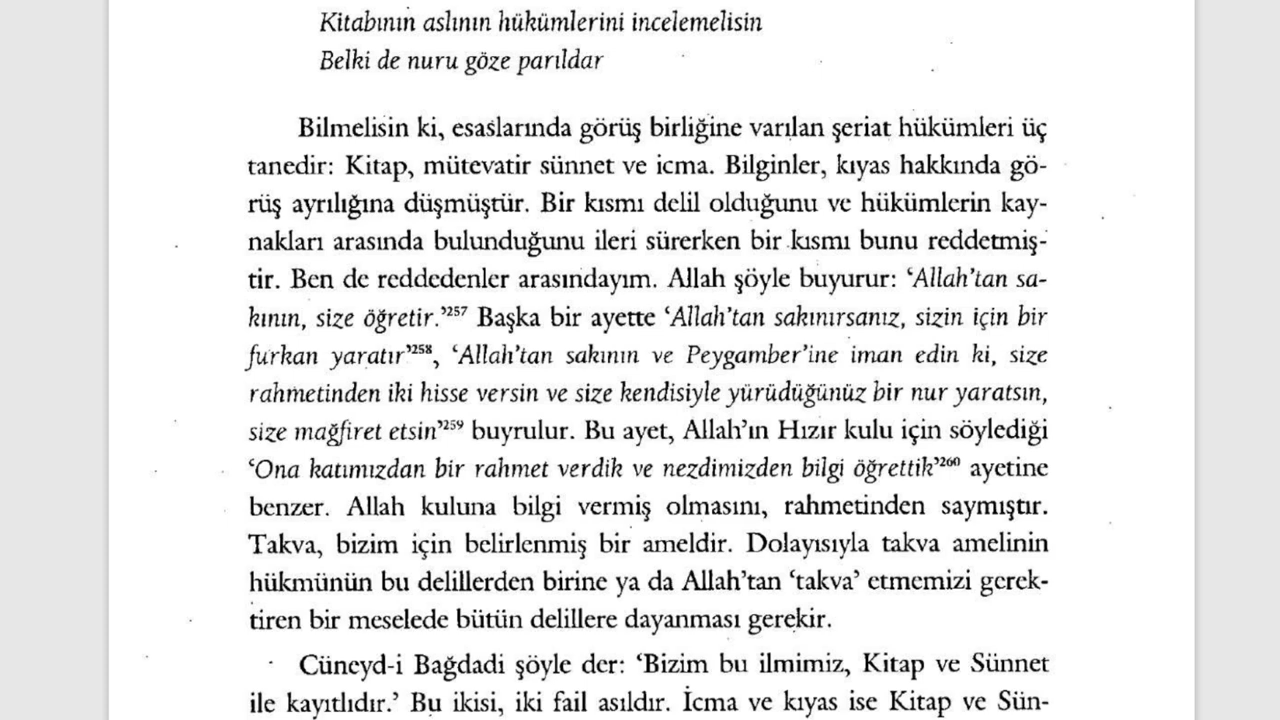 Kitabının aslının hükümlerini incelemelisin
Belki de nuru göze parıldar
Bilmelisin ki, esaslarında görüş birliğine varılan şeriat hükümleri üç
tanedir: Kitap, mütevatir sünnet ve icma. Bilginler, kıyas hakkında gö-
rüş ayrılığına düşmüştür. Bir kısmı delil olduğunu ve hükümlerin kay-
nakları arasında bulunduğunu ileri sürerken bir kısmı bunu reddetmiş-
tir. Ben de reddedenler arasındayım. Allah şöyle buyurur: ‘Allah’tan sa-
kının, size öğretir.’²⁵⁷ Başka bir ayette ‘Allah’tan sakınırsanız, sizin için bir
furkan yaratır’²⁵⁸, ‘Allah’tan sakının ve Peygamber’ine iman edin ki, size
rahmetinden iki hisse versin ve size kendisiyle yürüdüğünüz bir nur yaratsın,
size mağfiret etsin’²⁵⁹ buyrulur. Bu ayet, Allah’ın Hızır kulu için söylediği
‘Ona katımızdan bir rahmet verdik ve nezdimizden bilgi öğrettik’²⁶⁰ ayetine
benzer. Allah kuluna bilgi vermiş olmasını, rahmetinden saymıştır.
Takva, bizim için belirlenmiş bir ameldir. Dolayısıyla takva amelinin
hükmünün bu delillerden birine ya da Allah’tan ‘takva’ etmemizi gerek-
tiren bir meselede bütün delillere dayanması gerekir.
Cüneyd-i Bağdadi şöyle der: ‘Bizim bu ilmimiz, Kitap ve Sünnet
ile kayıtlıdır.’ Bu ikisi, iki fail asıldır. İcma ve kıyas ise Kitap ve Sün-